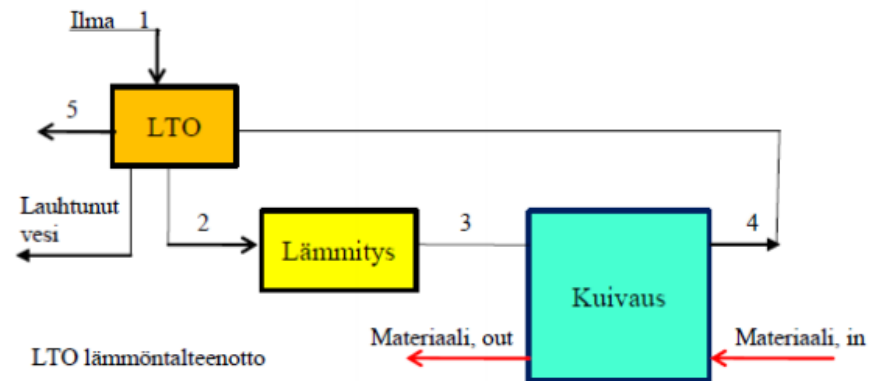 Ilma 1
5
LTO
Lauhtunut
vesi
2
Lämmitys
3
4
Kuivaus
Materiaali, out
Materiaali, in
LTO lämmöntalteenotto